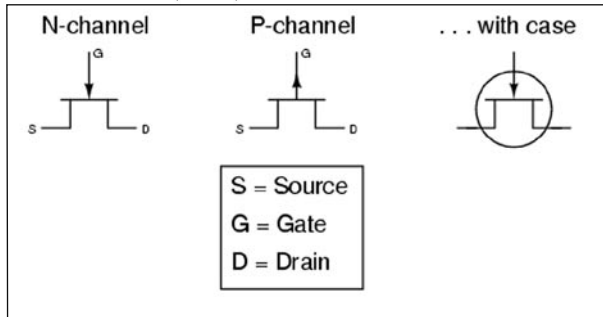 N-channel P-channel . . . with case
G G
S D S D
S = Source
G = Gate
D = Drain